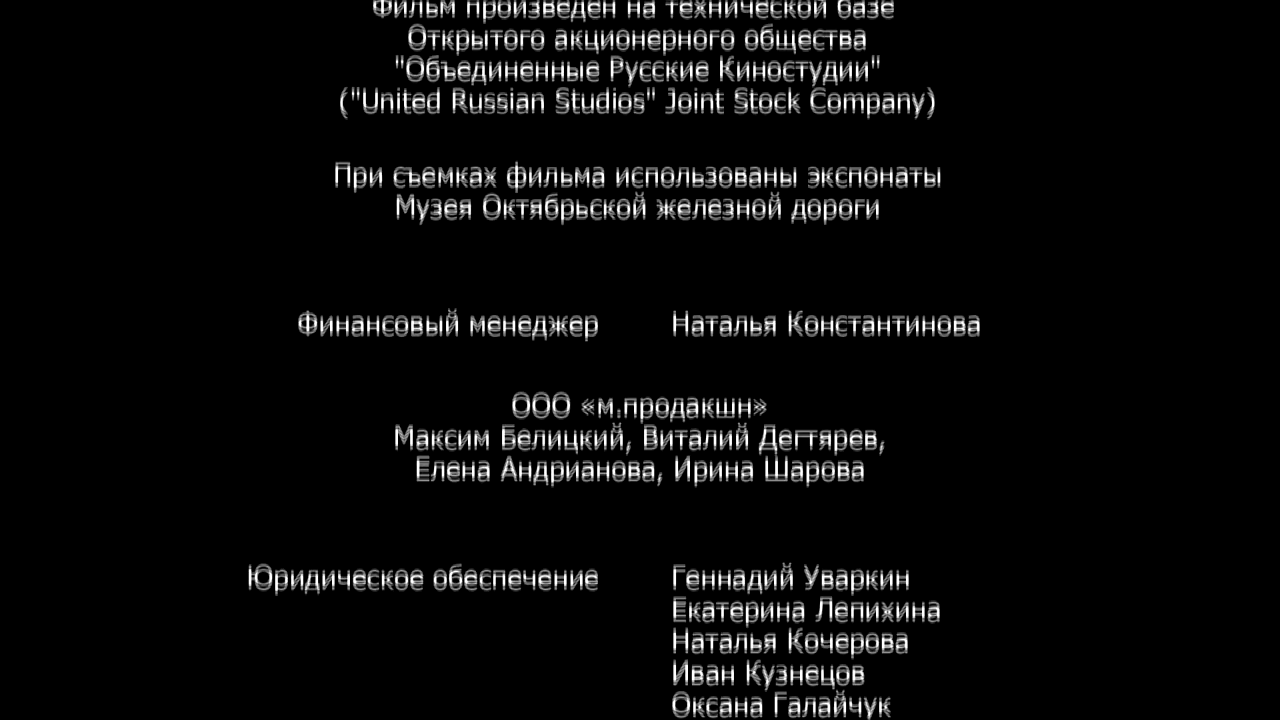 Фильм произведен на технической базе
Открытого акционерного общества
"Объединенные Русские Киностудии"
("United Russian Studios" Joint Stock Company)
При съемках фильма использованы экспонаты
Музея Октябрьской железной дороги
Финансовый менеджер Наталья Константинова
ООО «м.продакшн»
Максим Белицкий, Виталий Дегтярев,
Елена Андрианова, Ирина Шарова
Юридическое обеспечение Геннадий Уваркин
Екатерина Лепихина
Наталья Кочерова
Иван Кузнецов
Оксана Галайчук